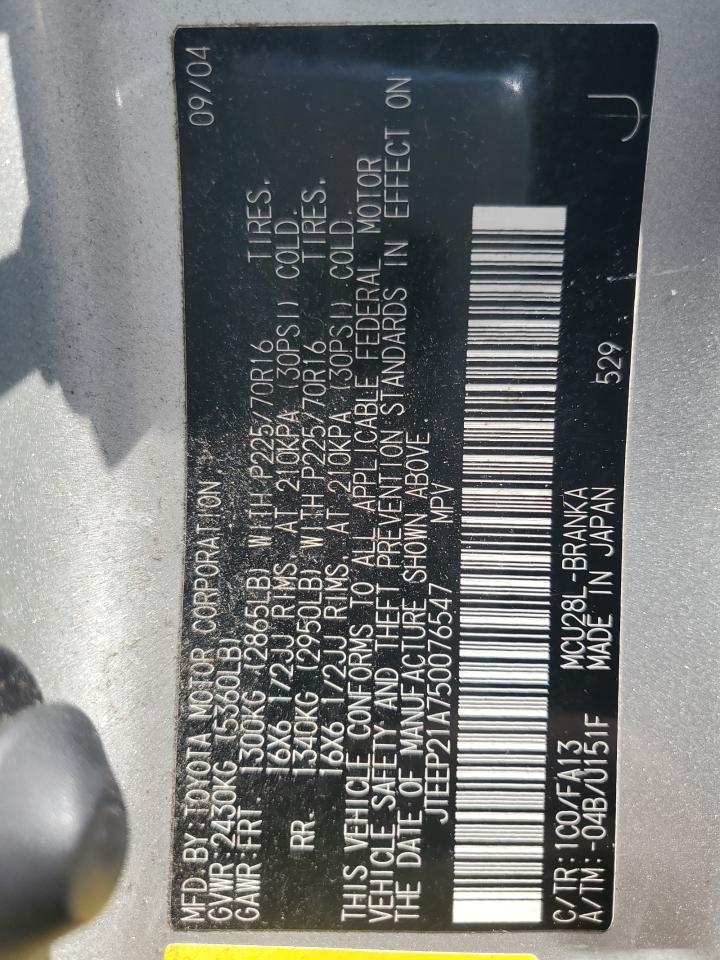 MFD BY:TOYOTA MOTOR CORPORATION 09/04
GVWR:2430KG (5360LB)
GAWR:FRT. 1300KG (2865LB) WITH P225/70R16 TIRES.
16X6 1/2JJ RIMS. AT 210KPA (30PSI) COLD.
RR. 1340KG (2950LB) WITH P225/70R16 TIRES.
16X6 1/2JJ RIMS. AT 210KPA (30PSI) COLD.
THIS VEHICLE CONFORMS TO ALL APPLICABLE FEDERAL MOTOR
VEHICLE SAFETY AND THEFT PREVENTION STANDARDS IN EFFECT ON
THE DATE OF MANUFACTURE SHOWN ABOVE
JTEEP21A750076547 MPV
C/TR:1C0/FA13 MCU28L-BRANKA
A/TM:-04B/U151F MADE IN JAPAN 529 J